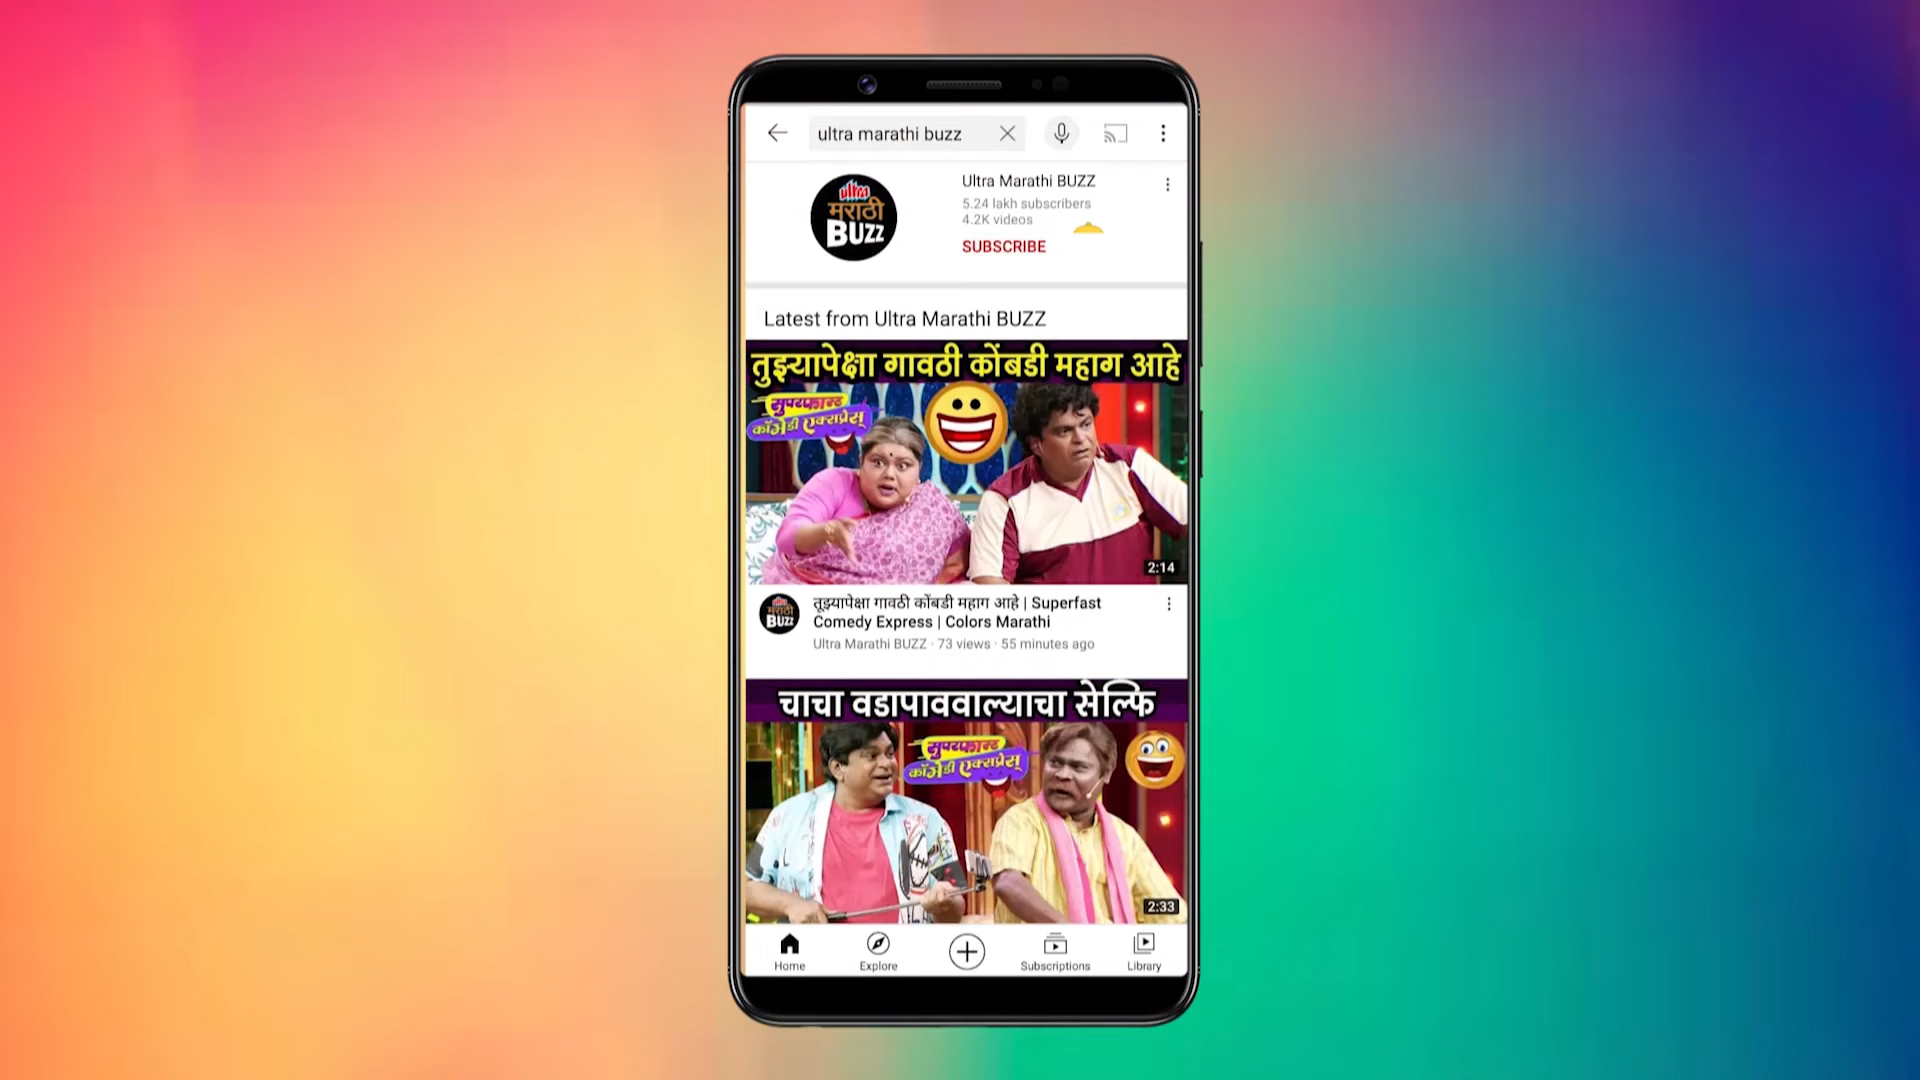 ultra marathi buzz
ultra
मराठी
BUZZ
Ultra Marathi BUZZ
5.24 lakh subscribers
4.2K videos
SUBSCRIBE
Latest from Ultra Marathi BUZZ
तुझ्यापेक्षा गावठी कोंबडी महाग आहे
सुपरफास्ट
कॉमेडी एक्सप्रेस्
2:14
ultra
मराठी
BUZZ
तूझ्यापेक्षा गावठी कोंबडी महाग आहे | Superfast
Comedy Express | Colors Marathi
Ultra Marathi BUZZ · 73 views · 55 minutes ago
चाचा वडापाववाल्याचा सेल्फि
सुपरफास्ट
कॉमेडी एक्सप्रेस्
2:33
Home
Explore
Subscriptions
Library